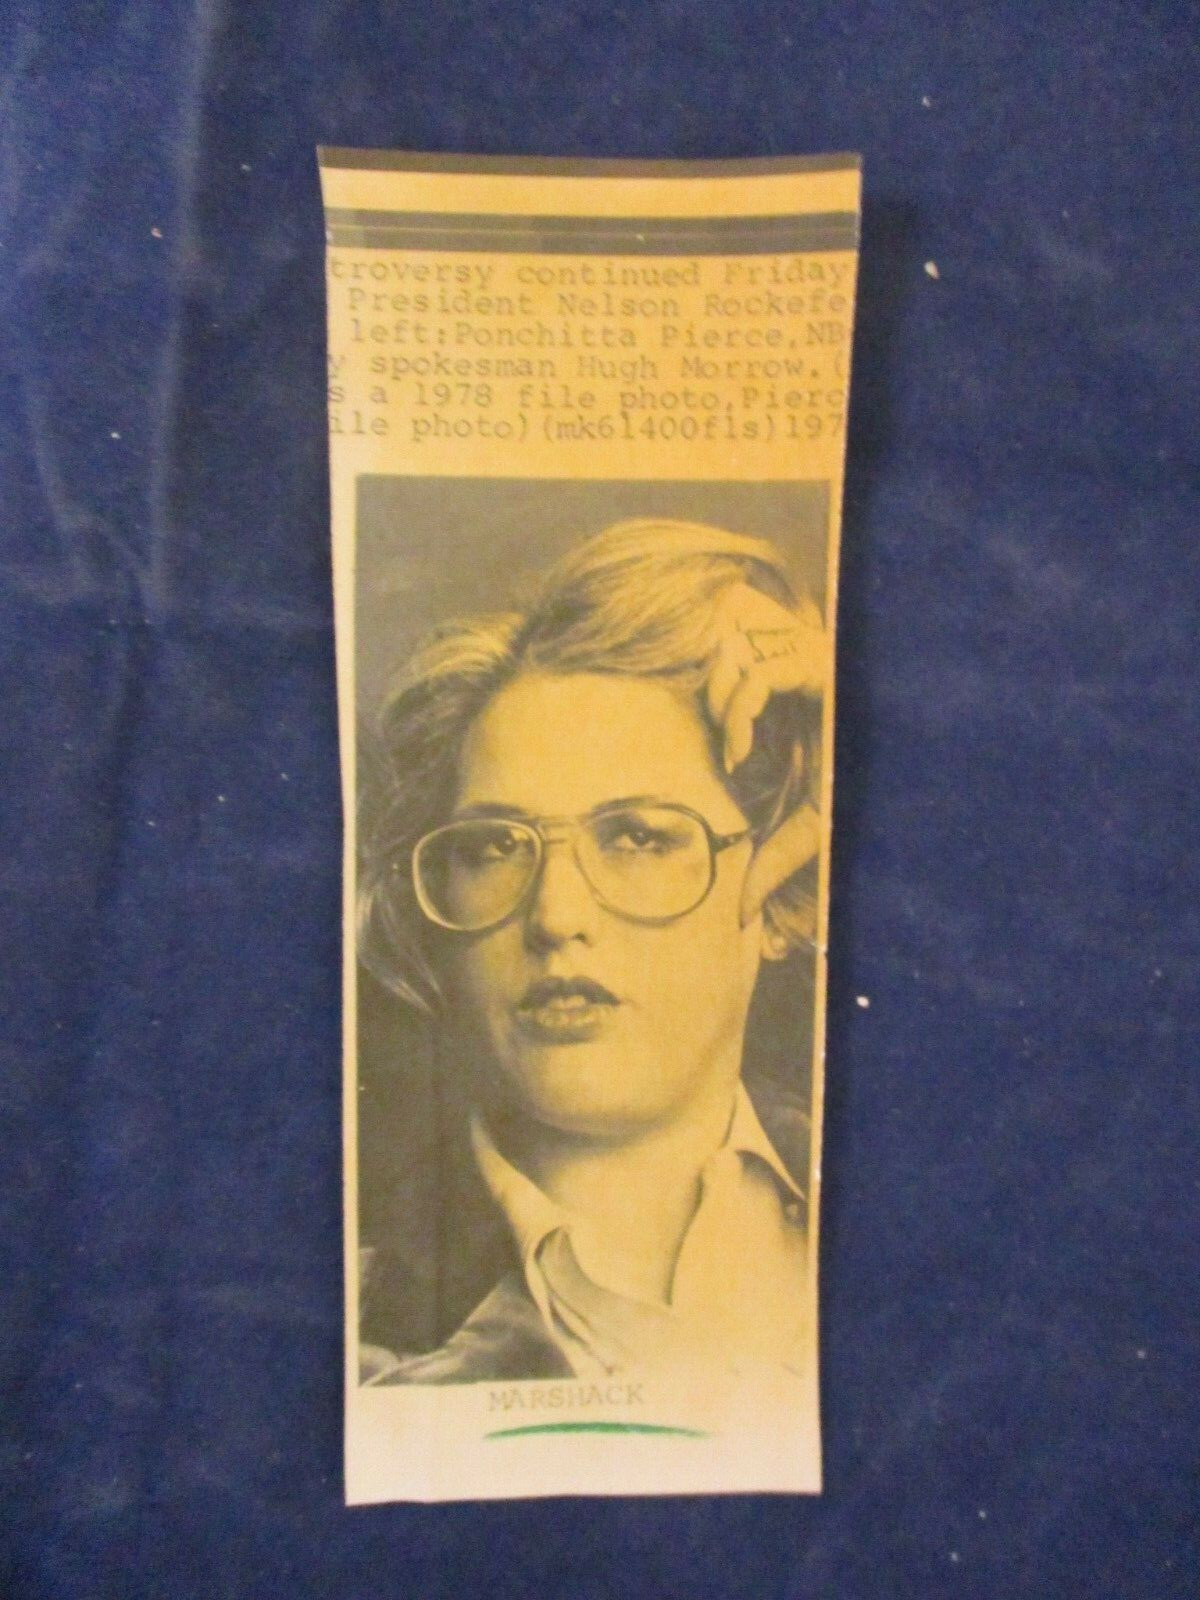 troversy continued Friday
President Nelson Rockefe
left:Ponchitta Pierce,NB
y spokesman Hugh Morrow.(
s a 1978 file photo,Pierc
ile photo)(mk61400fls)197
MARSHACK